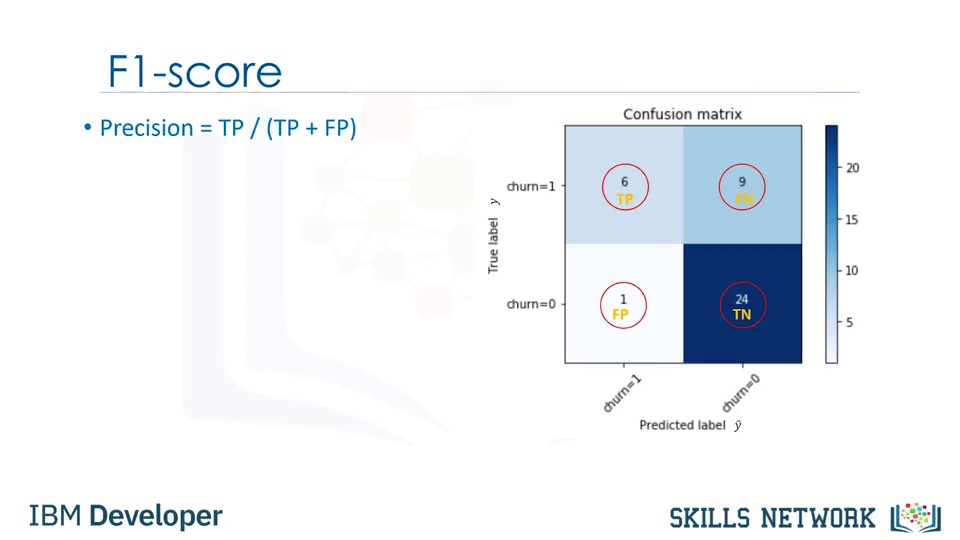 F1-score
• Precision = TP / (TP + FP)
Confusion matrix
churn=1
churn=0
True label y
6
TP
9
FN
1
FP
24
TN
20
15
10
5
churn=1
churn=0
Predicted label ŷ
IBM Developer
SKILLS NETWORK